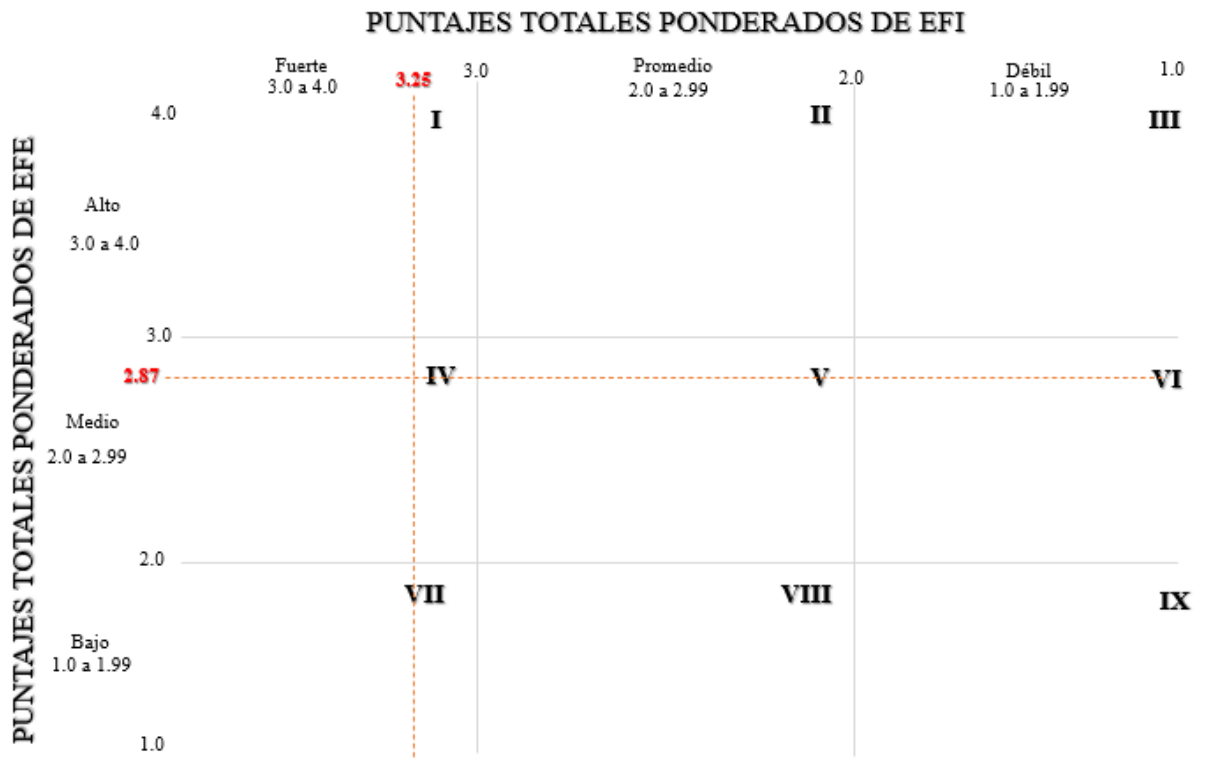 PUNTAJES TOTALES PONDERADOS DE EFI
Fuerte
3.0 a 4.0
3.25
3.0
Promedio
2.0 a 2.99
2.0
Débil
1.0 a 1.99
1.0
PUNTAJES TOTALES PONDERADOS DE EFE
4.0
I
II
III
Alto
3.0 a 4.0
3.0
2.87
IV
V
VI
Medio
2.0 a 2.99
2.0
VII
VIII
IX
Bajo
1.0 a 1.99
1.0